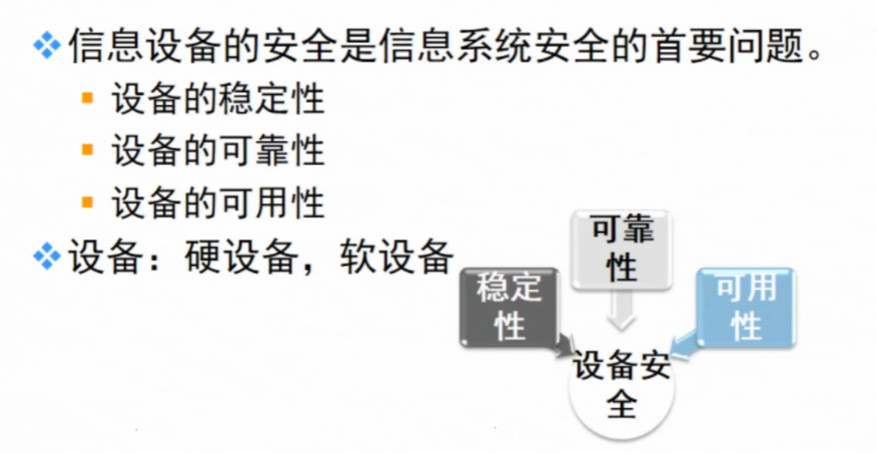 信息设备的安全是信息系统安全的首要问题。
设备的稳定性
设备的可靠性
设备的可用性
设备：硬设备，软设备
可靠
性
稳定
性
可用
性
设备安
全